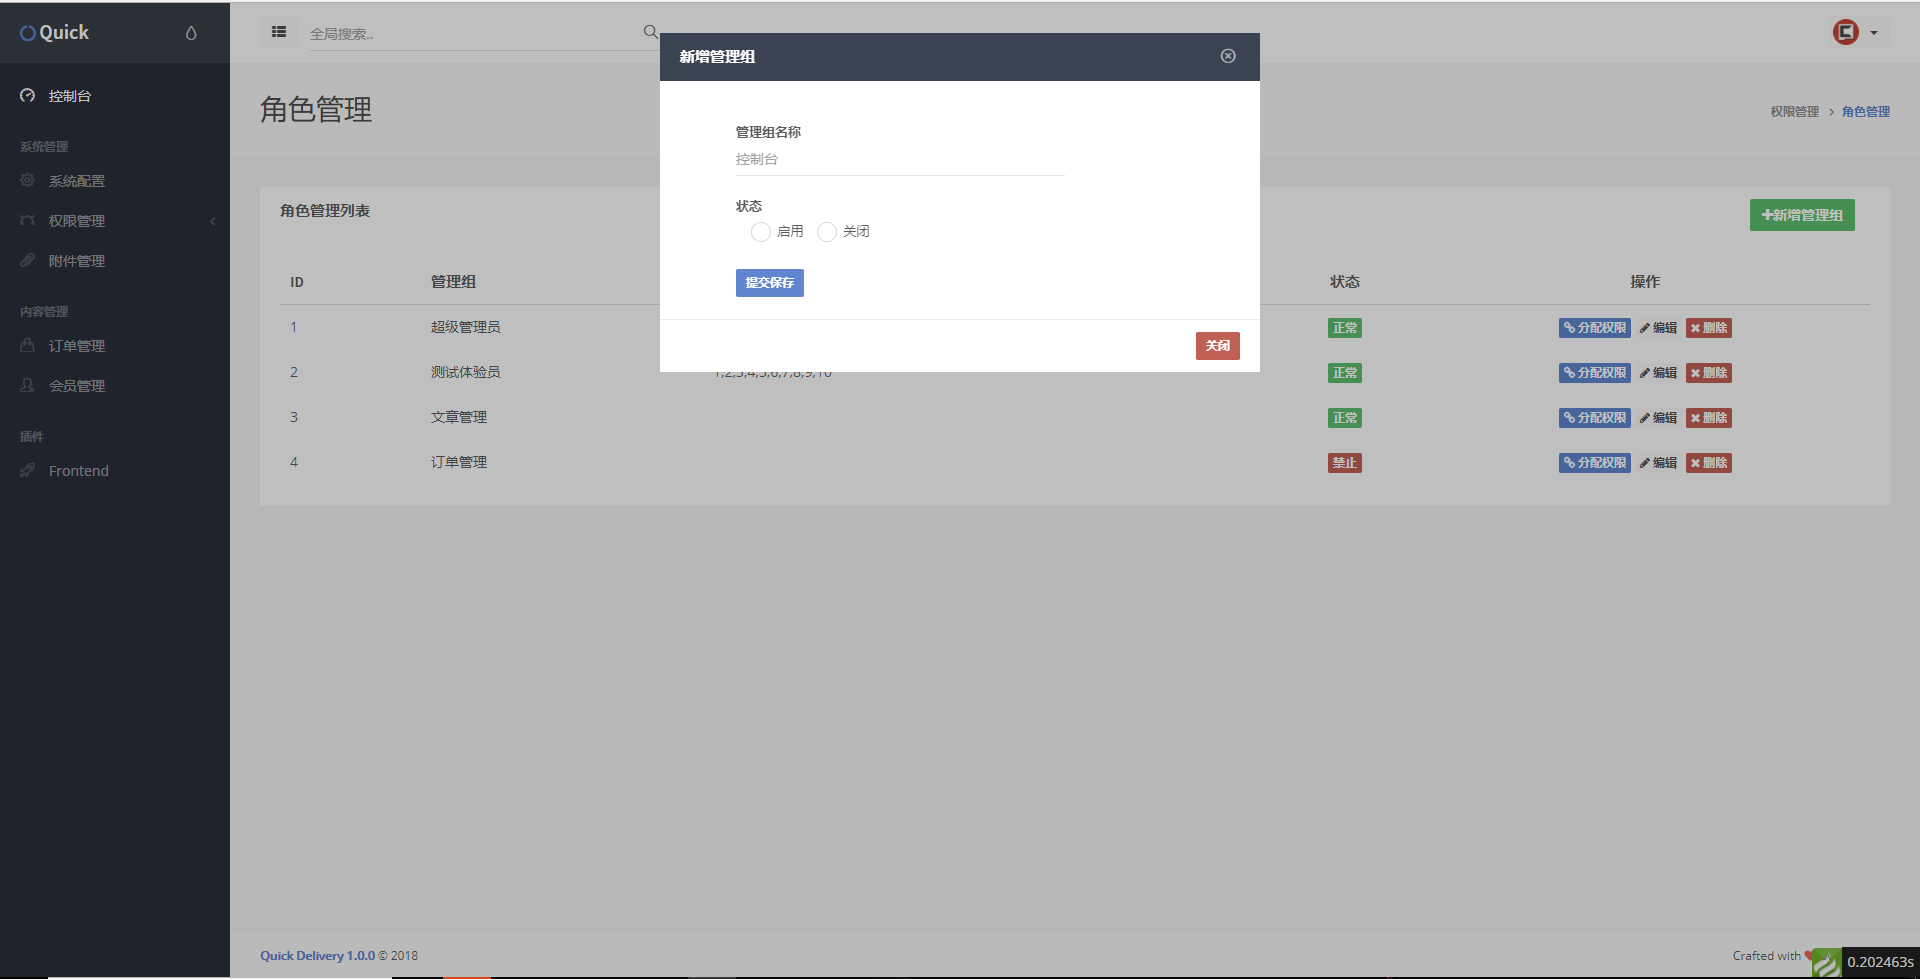 Quick
全局搜索..
控制台
系统管理
系统配置
权限管理
附件管理
内容管理
订单管理
会员管理
插件
Frontend
角色管理
权限管理 > 角色管理
角色管理列表
+新增管理组
ID 管理组 状态 操作
1 超级管理员 正常 分配权限 编辑 删除
2 测试体验员 1,2,3,4,5,6,7,8,9,10 正常 分配权限 编辑 删除
3 文章管理 正常 分配权限 编辑 删除
4 订单管理 禁止 分配权限 编辑 删除
新增管理组
管理组名称
控制台
状态
启用 关闭
提交保存
关闭
Quick Delivery 1.0.0 © 2018
Crafted with
0.202463s